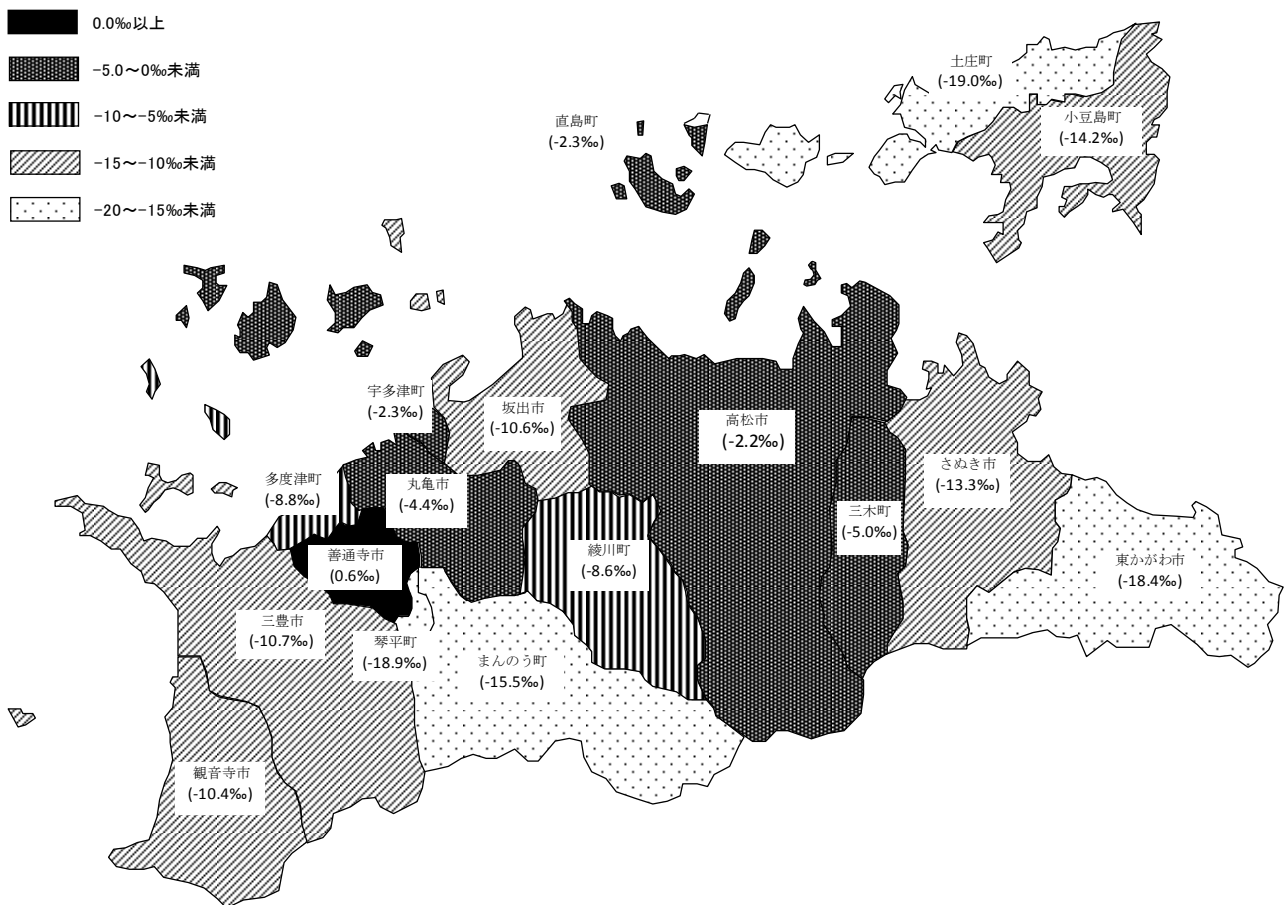 0.0‰以上
-5.0～0‰未満
-10～-5‰未満
-15～-10‰未満
-20～-15‰未満
土庄町
(-19.0‰)
小豆島町
(-14.2‰)
直島町
(-2.3‰)
宇多津町
(-2.3‰)
坂出市
(-10.6‰)
高松市
(-2.2‰)
さぬき市
(-13.3‰)
多度津町
(-8.8‰)
丸亀市
(-4.4‰)
三木町
(-5.0‰)
善通寺市
(0.6‰)
綾川町
(-8.6‰)
東かがわ市
(-18.4‰)
三豊市
(-10.7‰)
琴平町
(-18.9‰)
まんのう町
(-15.5‰)
観音寺市
(-10.4‰)